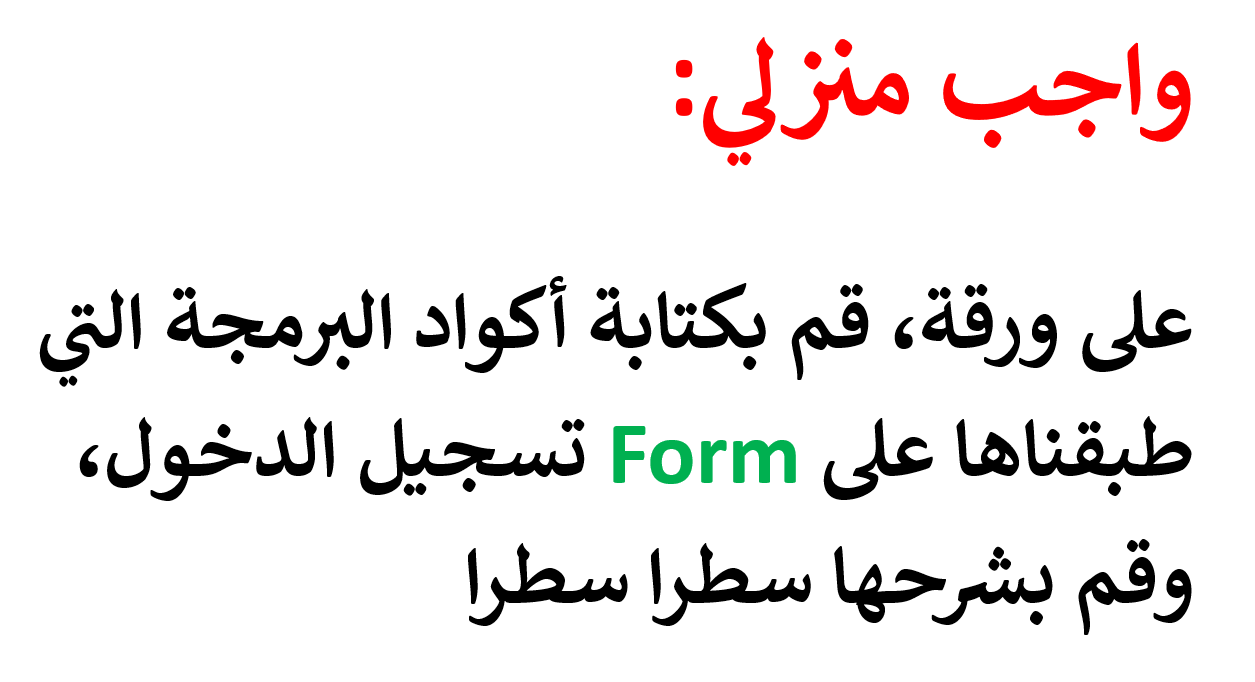 واجب منزلي:
على ورقة، قم بكتابة أكواد البرمجة التي
طبقناها على Form تسجيل الدخول،
وقم بشرحها سطرا سطرا